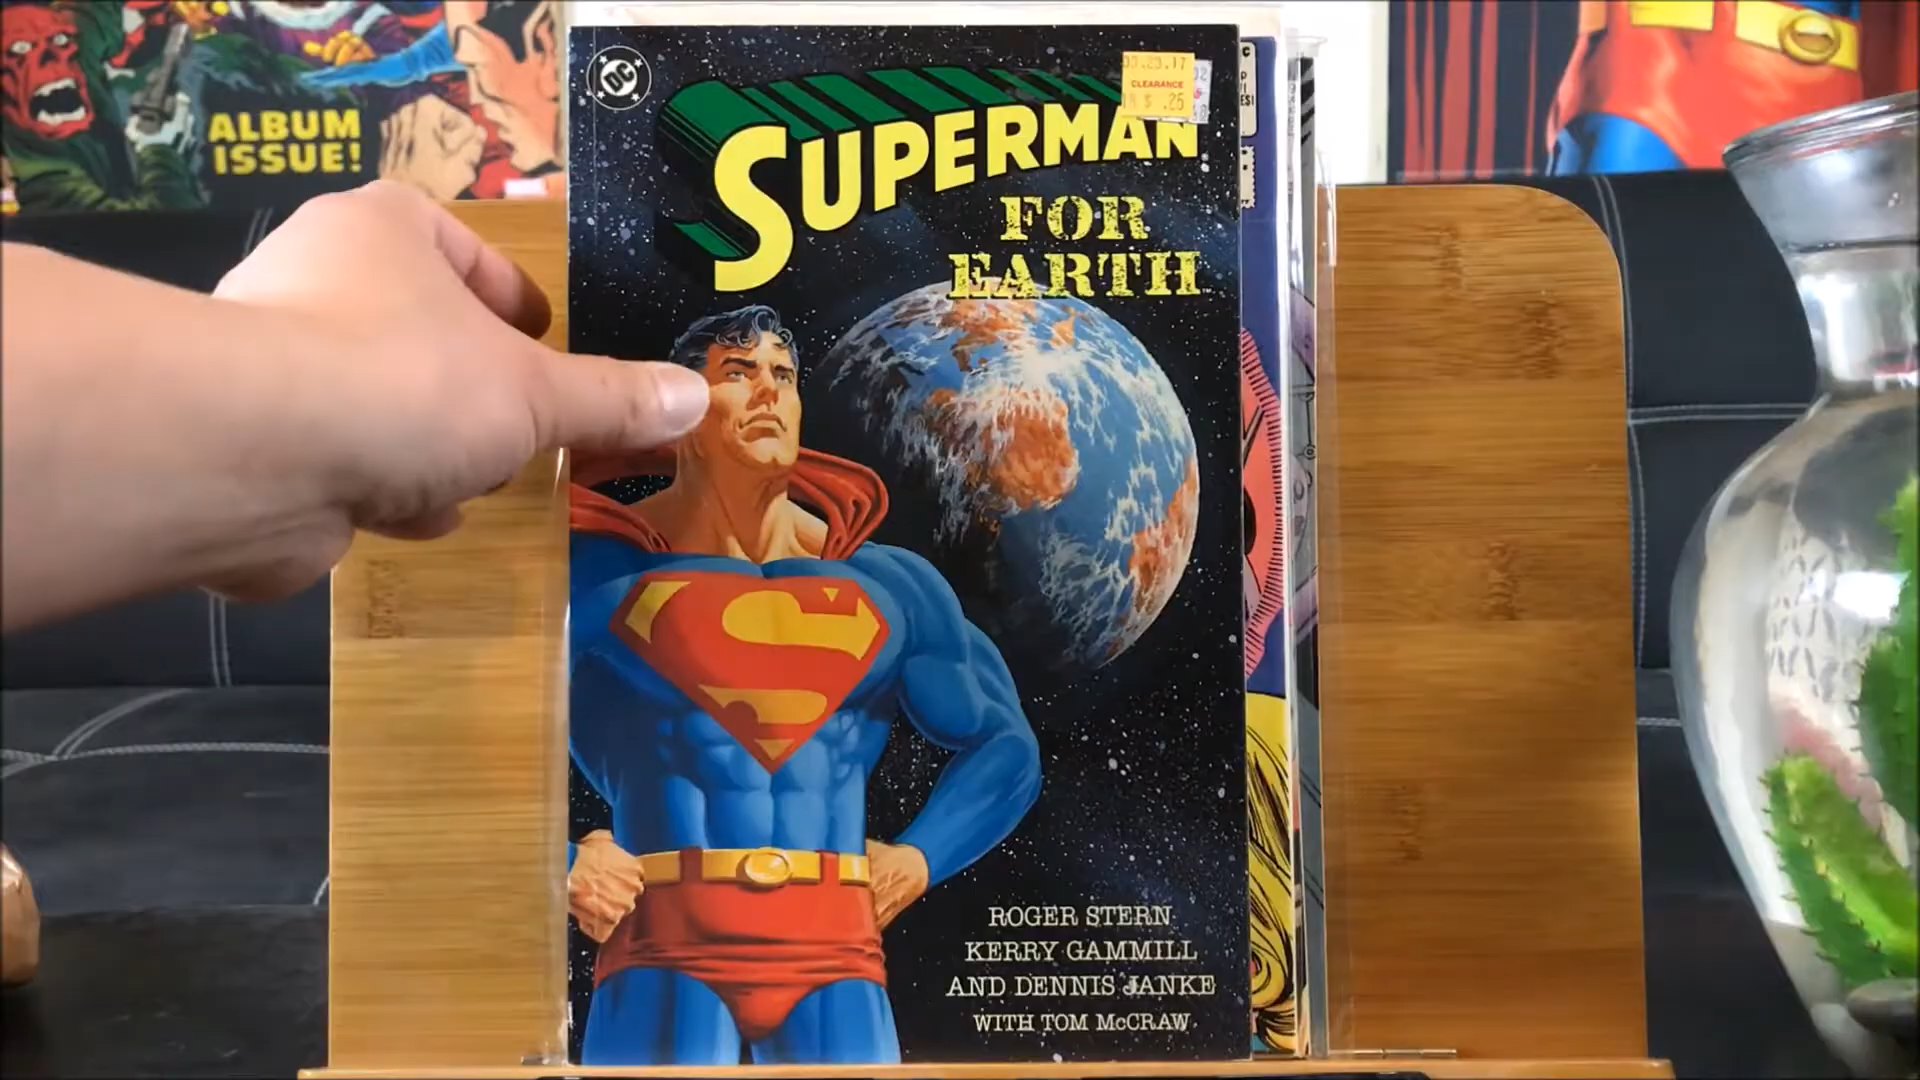 ALBUM
ISSUE!
DC
SUPERMAN
FOR
EARTH
CLEARANCE
$ .25
ROGER STERN
KERRY GAMMILL
AND DENNIS JANKE
WITH TOM McCRAW